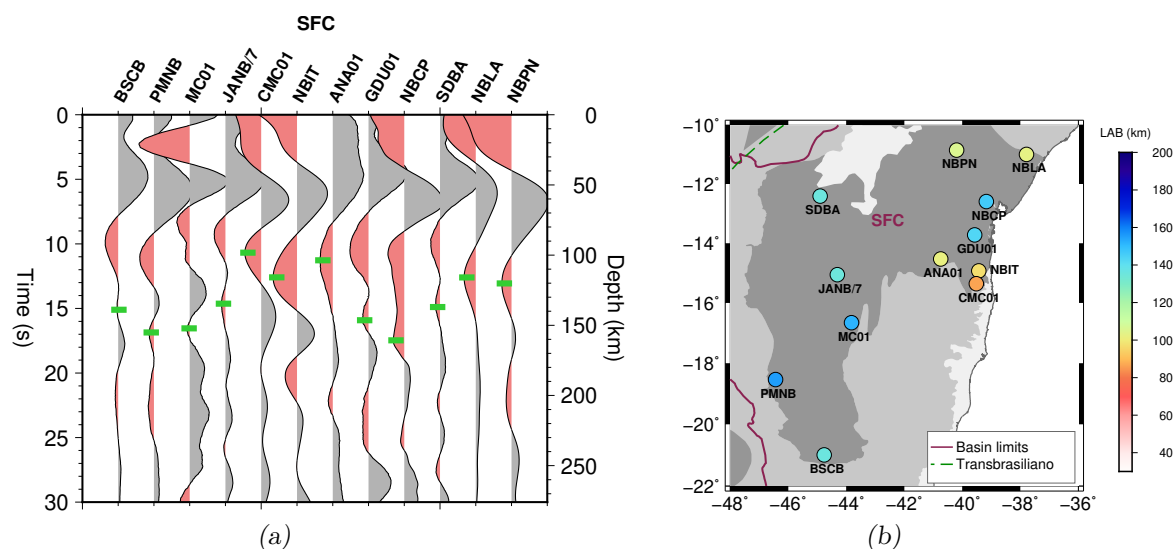 SFC
BSCB
PMNB
MC01
JANB/7
CMC01
NBIT
ANA01
GDU01
NBCP
SDBA
NBLA
NBPN
Time (s)
0
5
10
15
20
25
30
0
50
100
150
200
250
Depth (km)
(a)
−10˚
−12˚
−14˚
−16˚
−18˚
−20˚
−22˚
−48˚
−46˚
−44˚
−42˚
−40˚
−38˚
−36˚
NBPN
NBLA
SDBA
NBCP
SFC
GDU01
ANA01
NBIT
JANB/7
CMC01
MC01
PMNB
BSCB
Basin limits
Transbrasiliano
LAB (km)
200
180
160
140
120
100
80
60
40
(b)